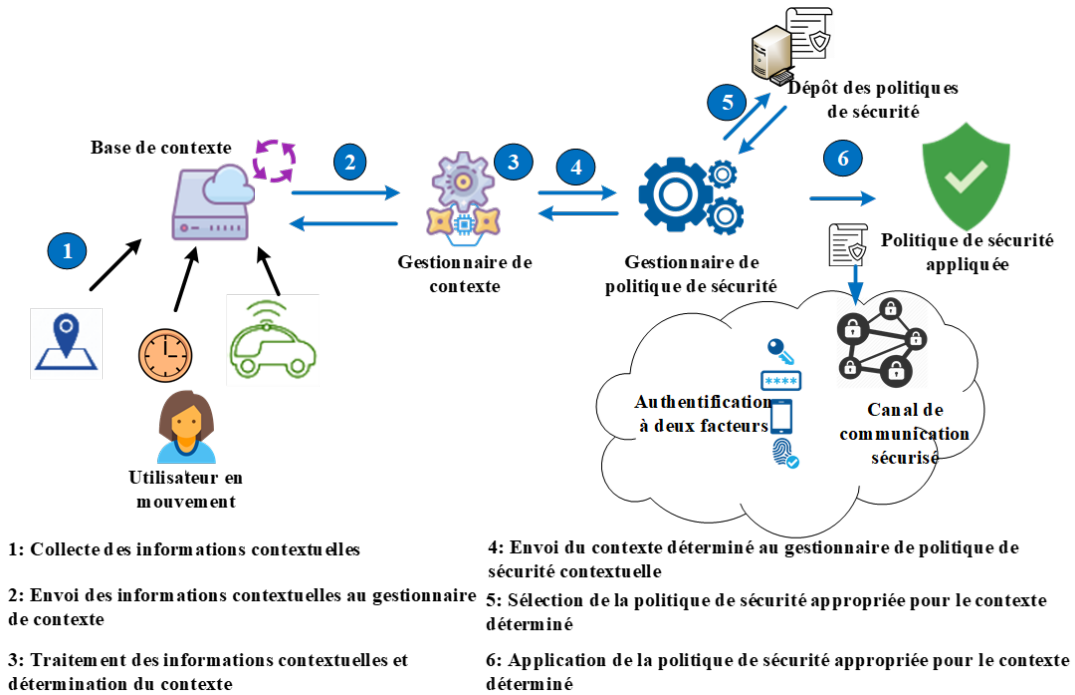 Dépôt des politiques
de sécurité
5
Base de contexte
2
3
4
6
1
Gestionnaire de
contexte
Gestionnaire de
politique de sécurité
Politique de sécurité
appliquée
****
Authentification
à deux facteurs
Canal de
communication
sécurisé
Utilisateur en
mouvement
1: Collecte des informations contextuelles
2: Envoi des informations contextuelles au gestionnaire
de contexte
3: Traitement des informations contextuelles et
détermination du contexte
4: Envoi du contexte déterminé au gestionnaire de politique de
sécurité contextuelle
5: Sélection de la politique de sécurité appropriée pour le contexte
déterminé
6: Application de la politique de sécurité appropriée pour le contexte
déterminé